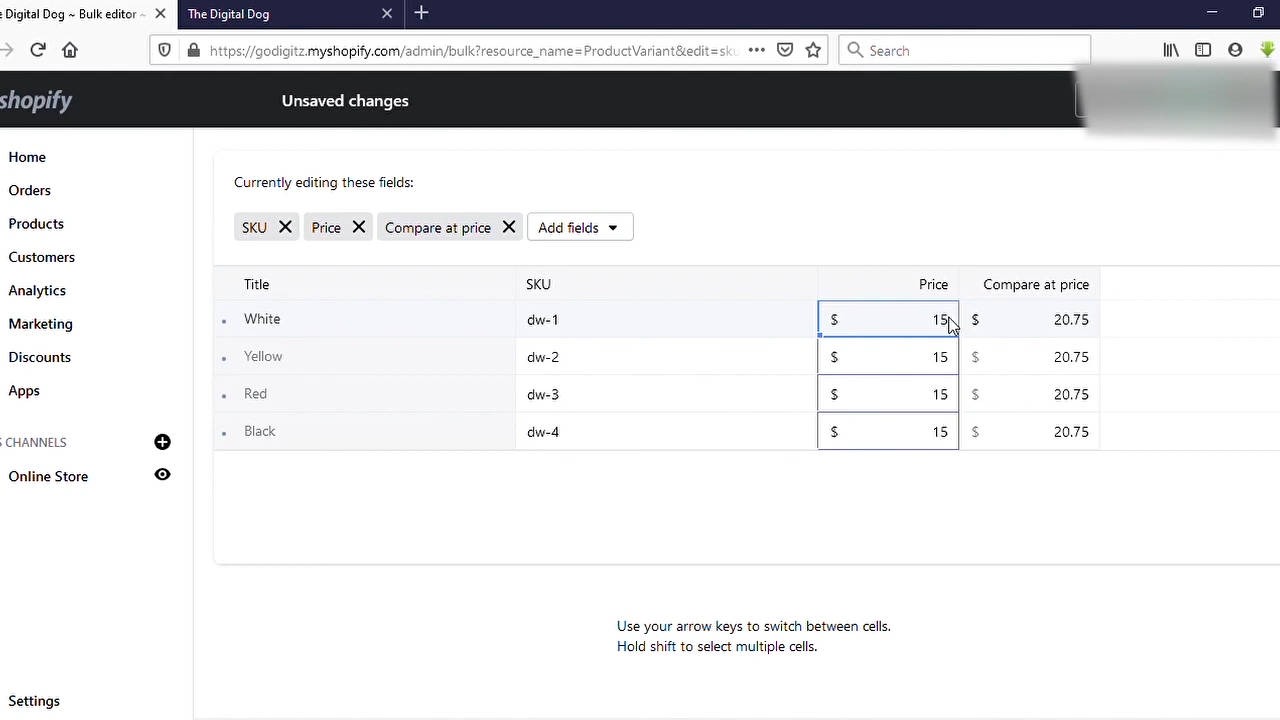 e Digital Dog ~ Bulk editor ~
The Digital Dog
https://godigitz.myshopify.com/admin/bulk?resource_name=ProductVariant&edit=sku
Search
shopify
Unsaved changes
Home
Orders
Products
Customers
Analytics
Marketing
Discounts
Apps
S CHANNELS
Online Store
Settings
Currently editing these fields:
SKU Price Compare at price Add fields
Title SKU Price Compare at price
White dw-1 $ 15 $ 20.75
Yellow dw-2 $ 15 $ 20.75
Red dw-3 $ 15 $ 20.75
Black dw-4 $ 15 $ 20.75
Use your arrow keys to switch between cells.
Hold shift to select multiple cells.